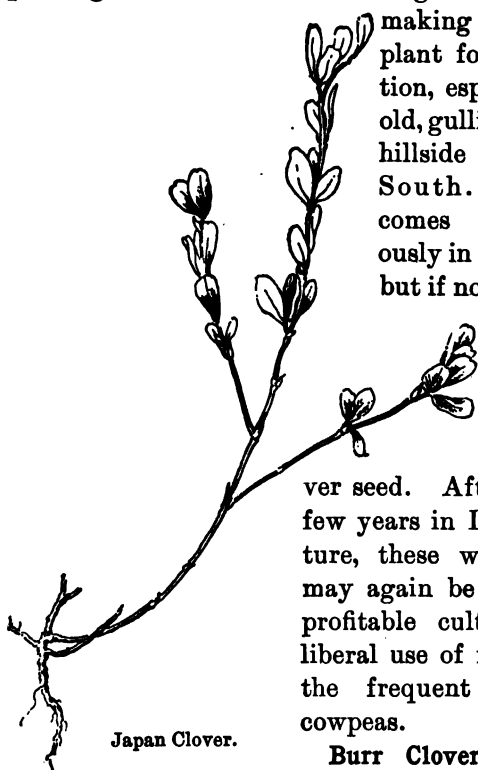 making
plant fo
tion, esp
old, gulli
hillside
South.
comes
ously in
but if no
ver seed. Aft
few years in I
ture, these w
may again be
profitable cult
liberal use of
the frequent
cowpeas.
Japan Clover.
Burr Clover